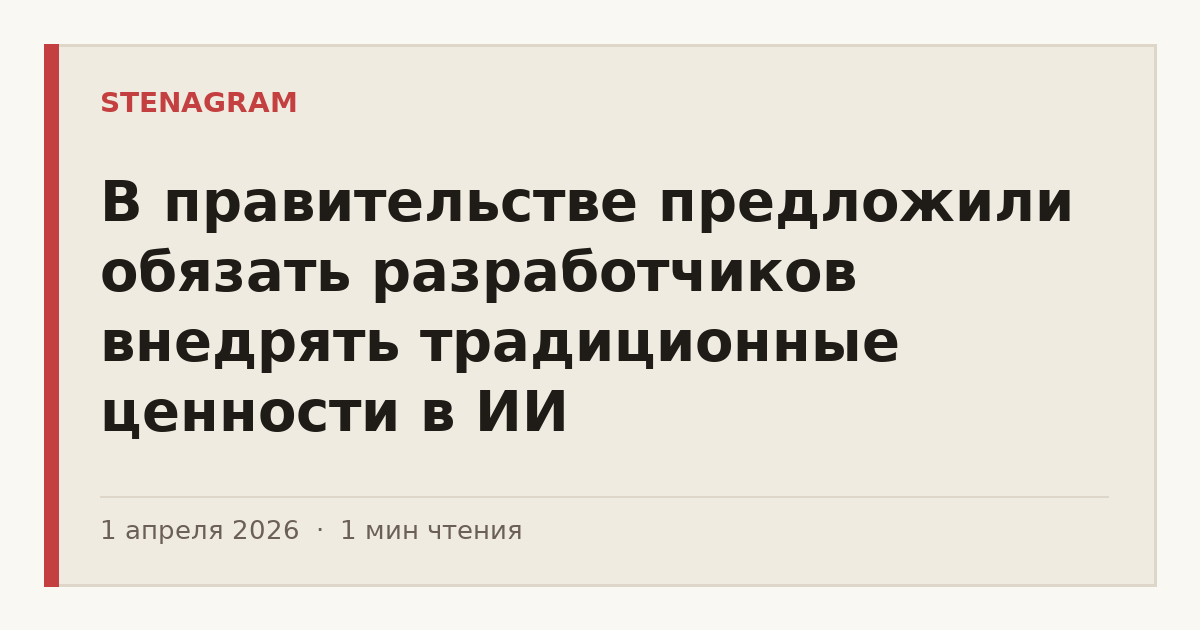 STENAGRAM
В правительстве предложили
обязать разработчиков
внедрять традиционные
ценности в ИИ
1 апреля 2026 · 1 мин чтения